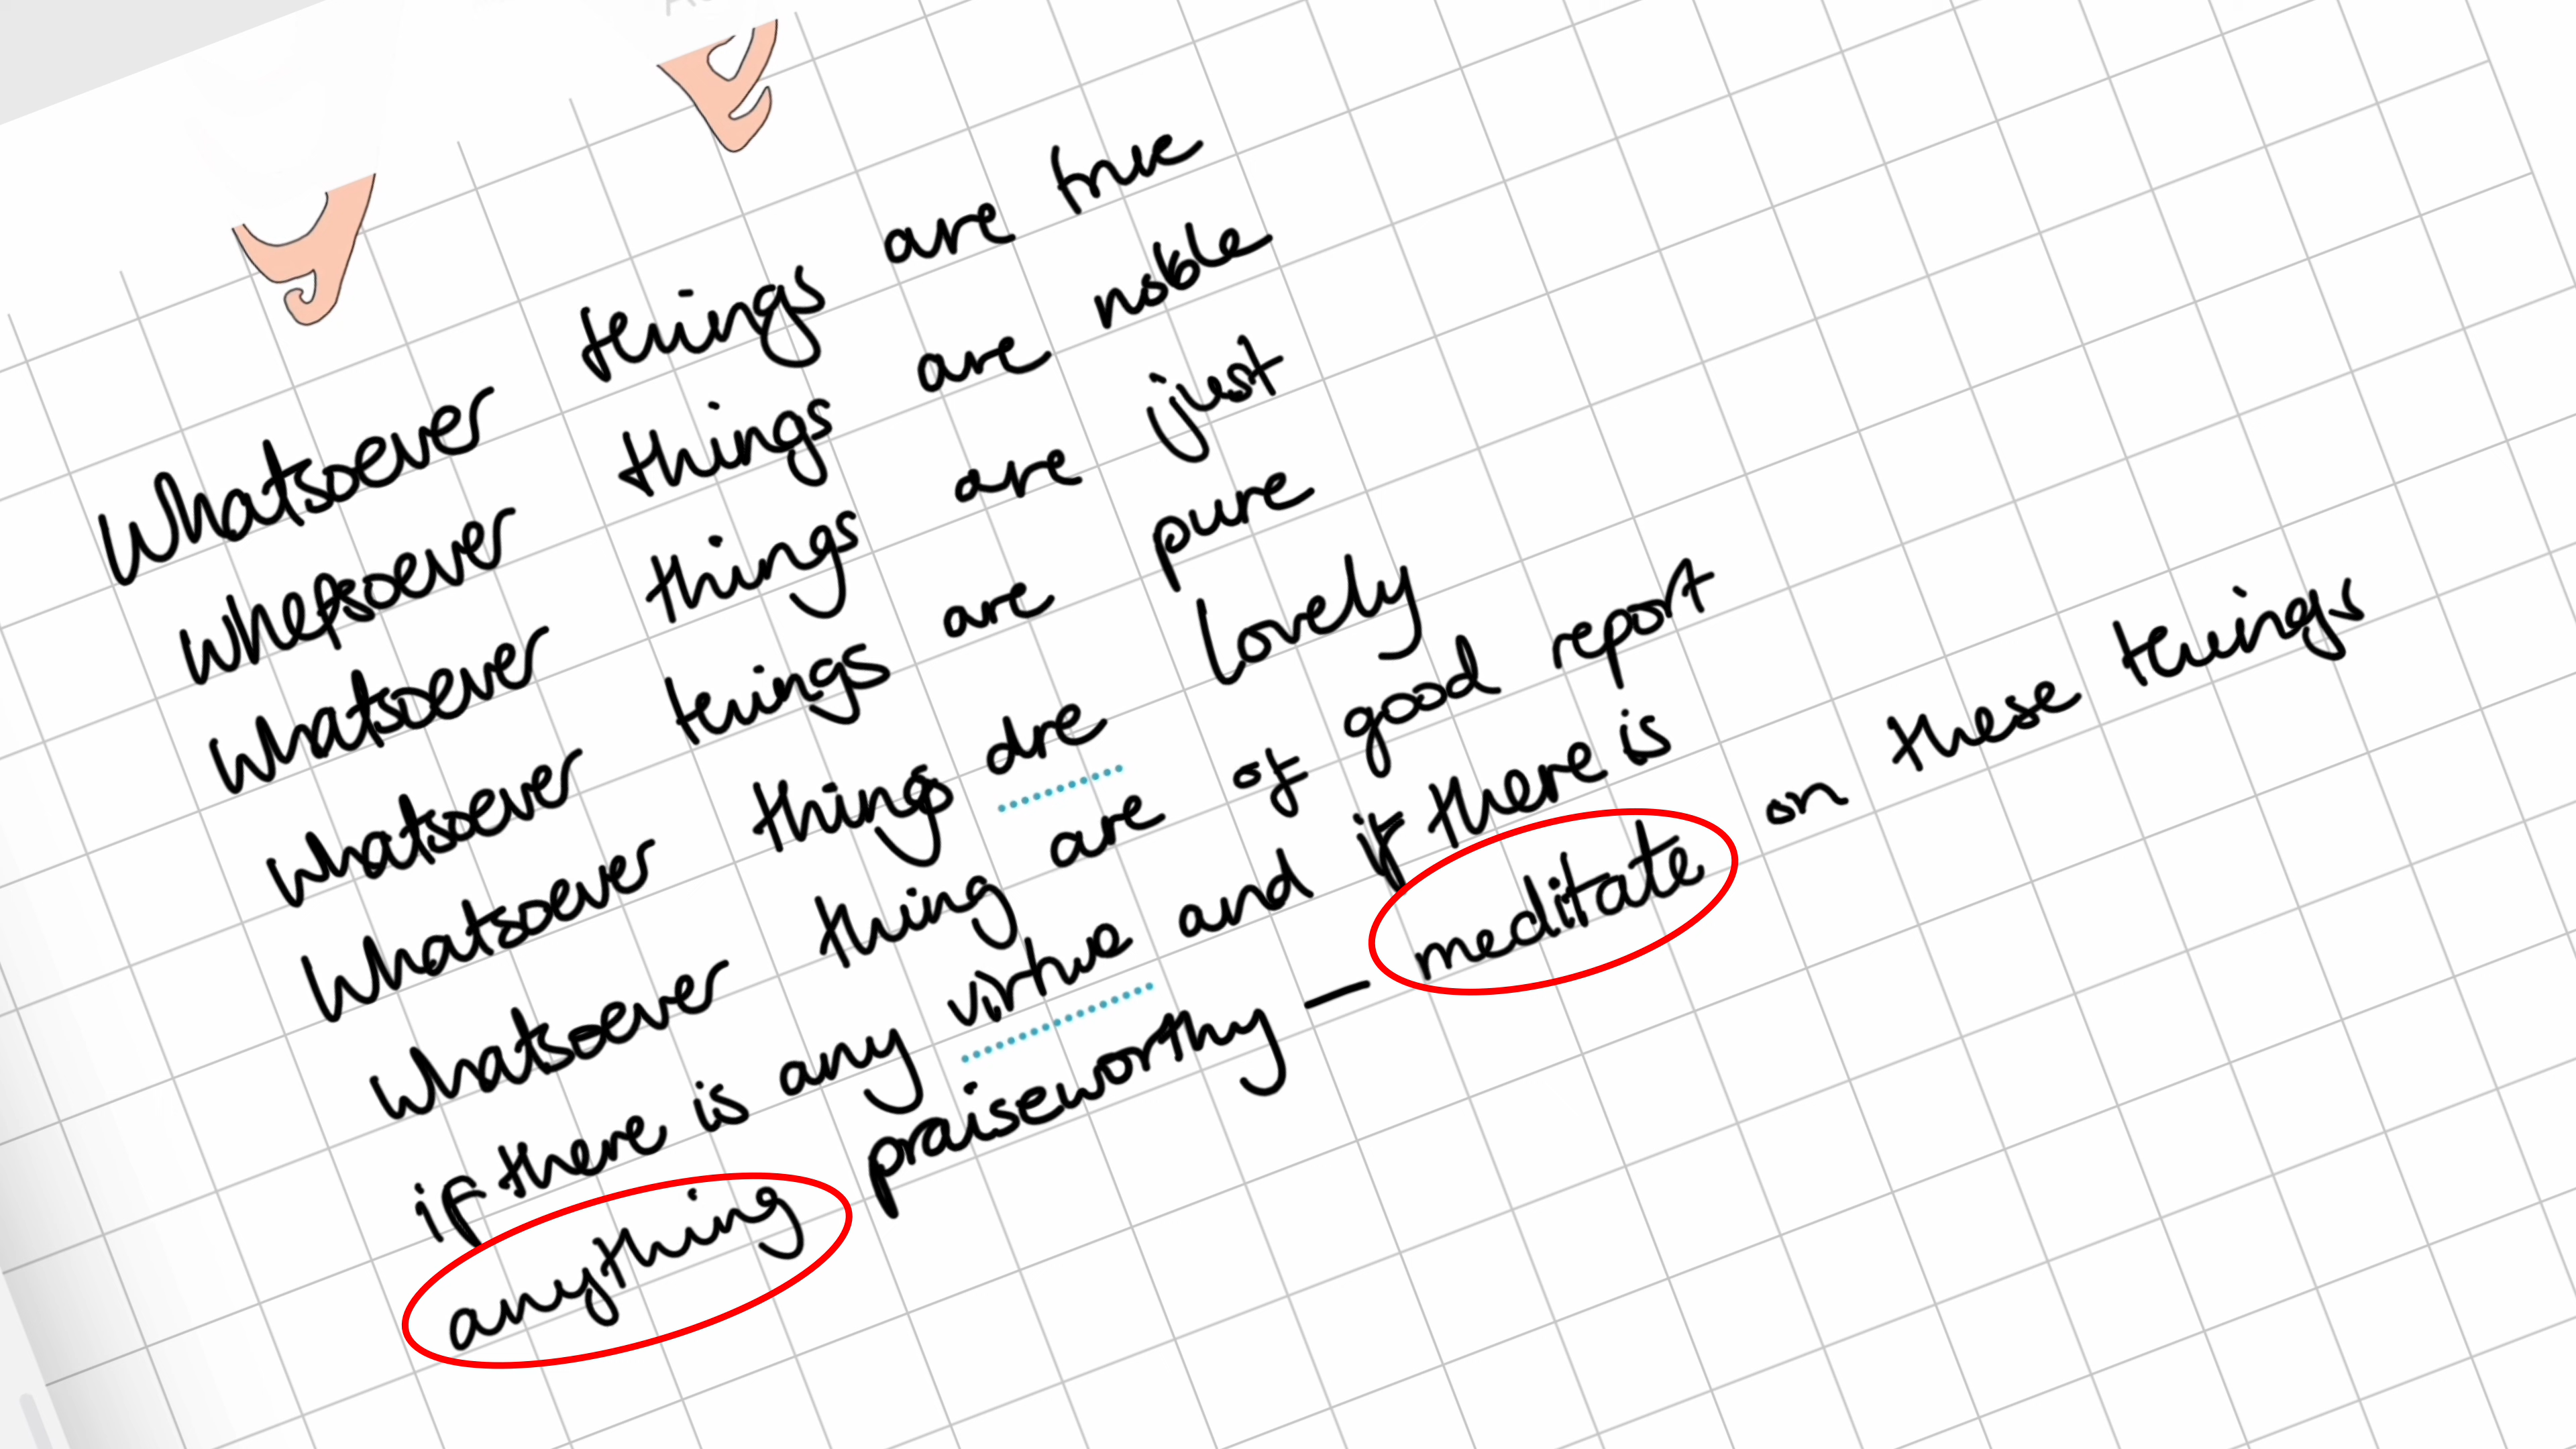 Whatsoever things are true
whatsoever things are noble
whatsoever things are just
whatsoever things are pure
Whatsoever things are lovely
whatsoever thing are of good report
if there is any virtue and if there is
anything praiseworthy — meditate on these things